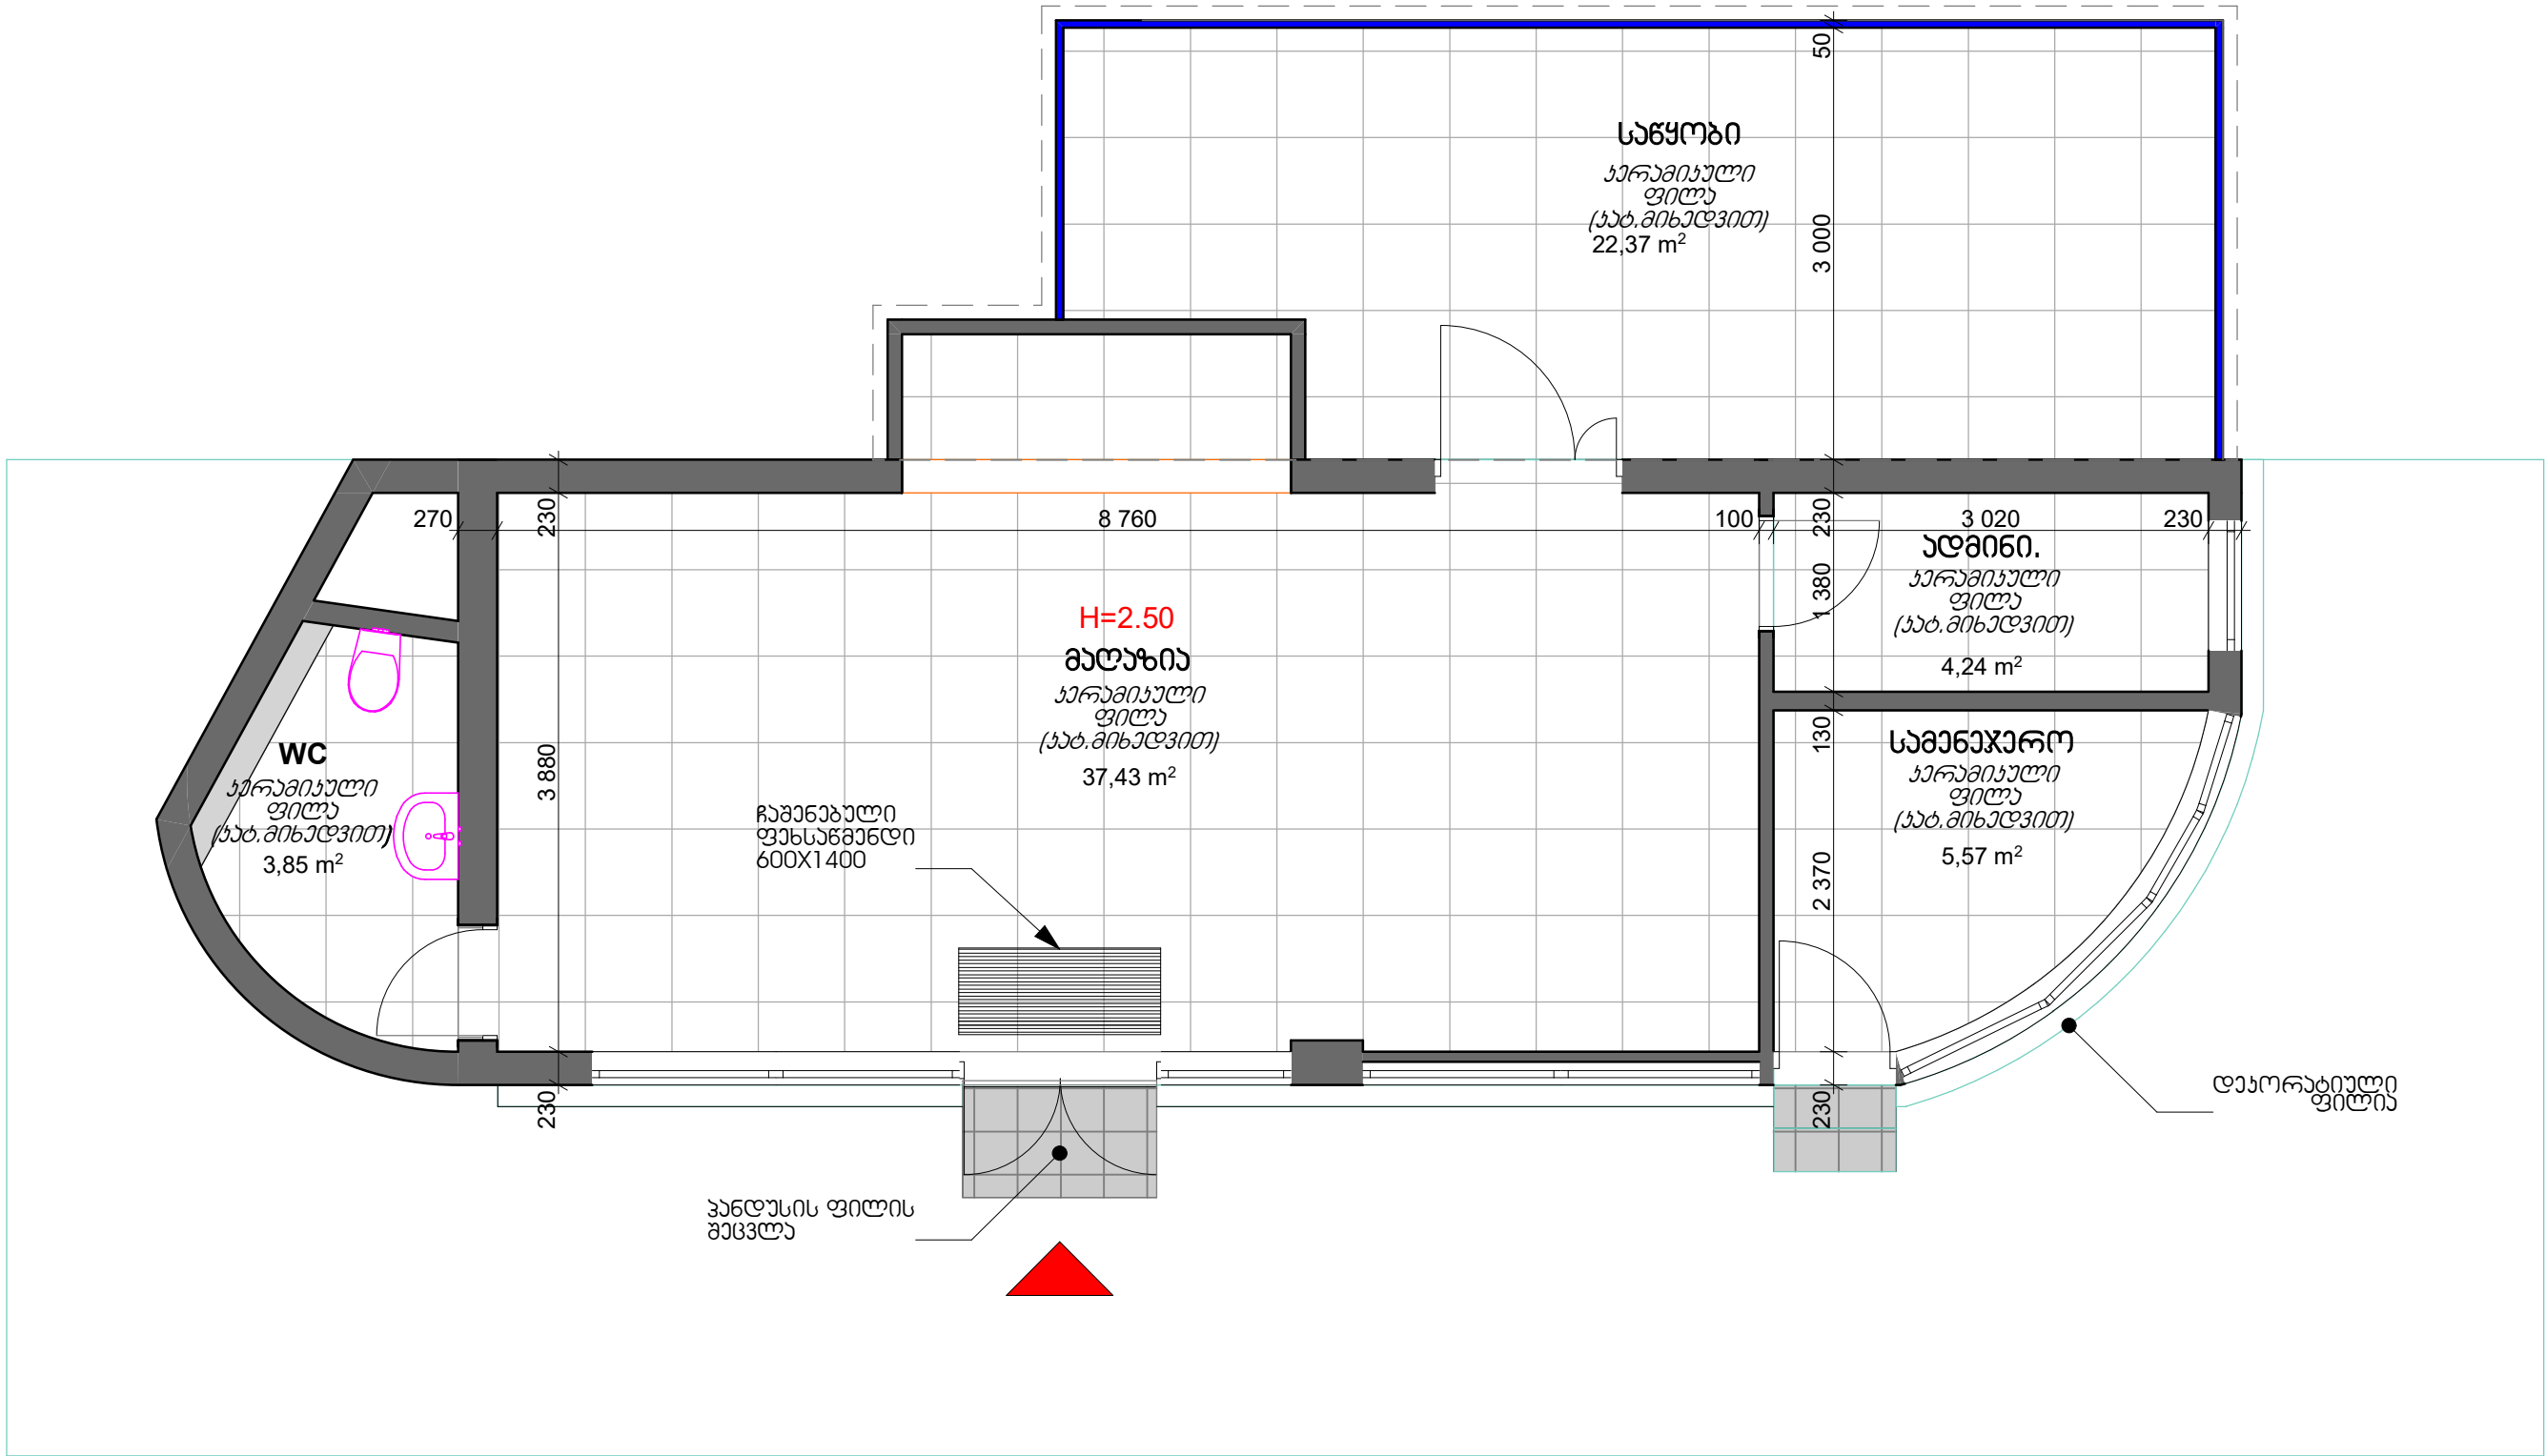 50
საწყობი
კერამიკული
ფილა
(კატ.მიხედვით)
22,37 m²
3 000
270
230
8 760
100
230
3 020
230
ადმინი.
კერამიკული
ფილა
(კატ.მიხედვით)
4,24 m²
1 380
H=2.50
მაღაზია
კერამიკული
ფილა
(კატ.მიხედვით)
37,43 m²
WC
კერამიკული
ფილა
(კატ.მიხედვით)
3,85 m²
3 880
130
სამენეჯერო
კერამიკული
ფილა
(კატ.მიხედვით)
5,57 m²
2 370
ჩაშენებული
ფეხსაწმენდი
600X1400
230
230
დეკორატიული
ფილია
პანდუსის ფილის
შეცვლა